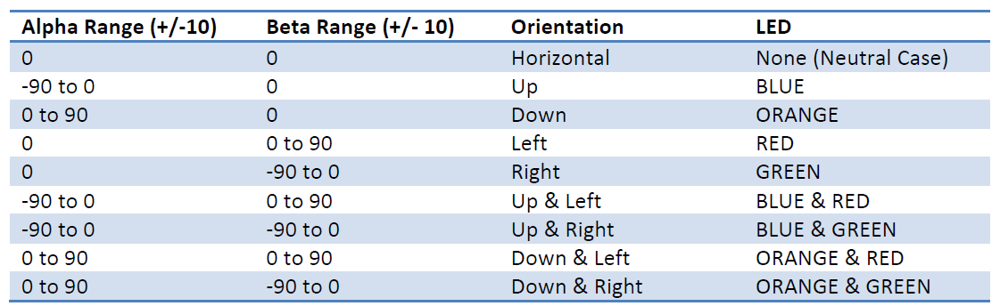 Alpha Range (+/-10) Beta Range (+/- 10) Orientation LED
0 0 Horizontal None (Neutral Case)
-90 to 0 0 Up BLUE
0 to 90 0 Down ORANGE
0 0 to 90 Left RED
0 -90 to 0 Right GREEN
-90 to 0 0 to 90 Up & Left BLUE & RED
-90 to 0 -90 to 0 Up & Right BLUE & GREEN
0 to 90 0 to 90 Down & Left ORANGE & RED
0 to 90 -90 to 0 Down & Right ORANGE & GREEN